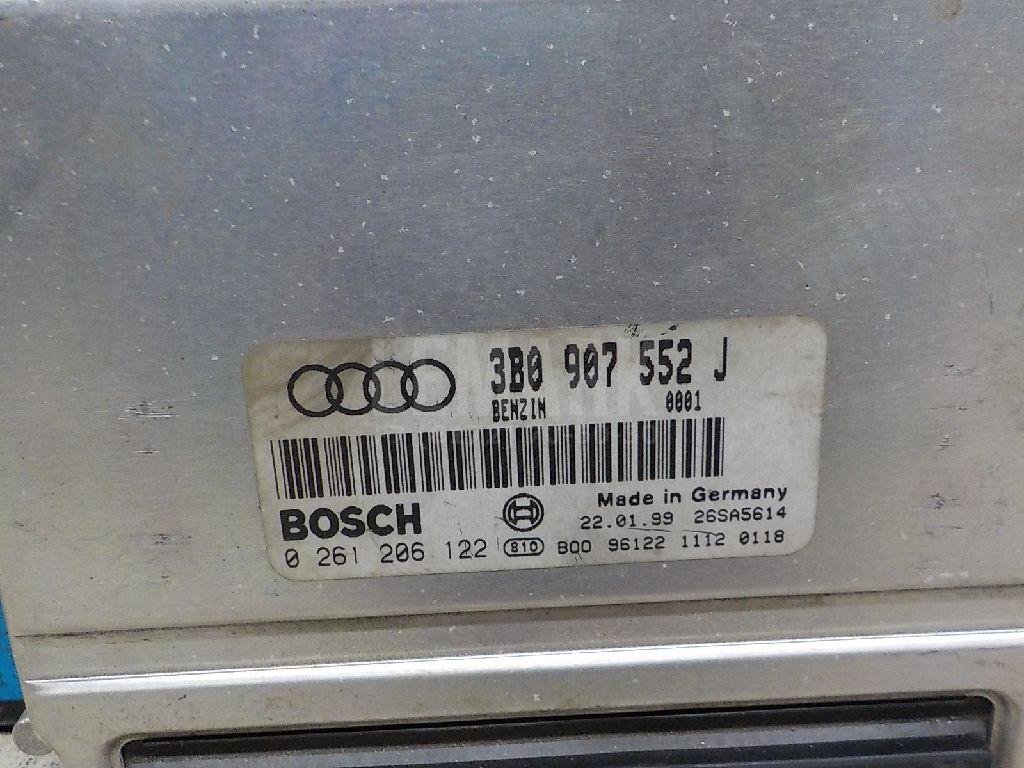 3B0 907 552 J
BENZIN 0001
BOSCH
Made in Germany
22.01.99 26SA5614
0 261 206 122 810 B00 96122 1112 0118